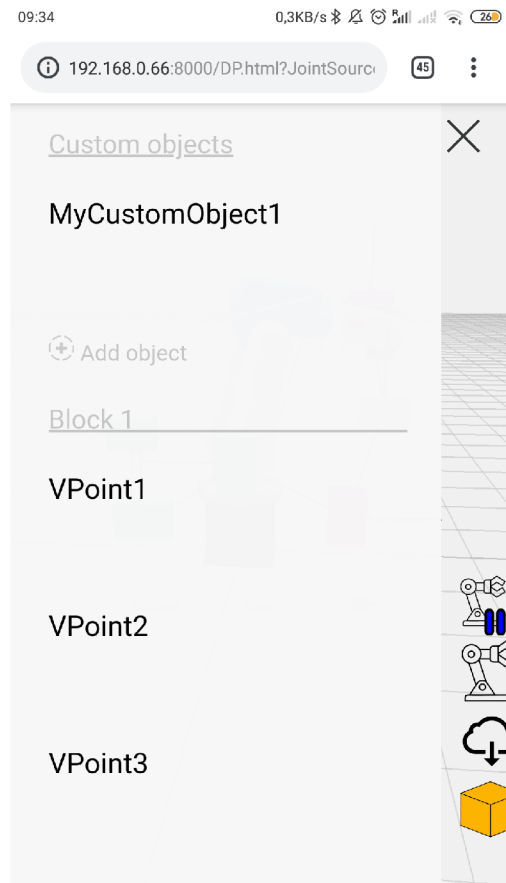 09:34
0,3KB/s
R
26
192.168.0.66:8000/DP.html?JointSourc
45
Custom objects
MyCustomObject1
Add object
Block 1
VPoint1
VPoint2
VPoint3